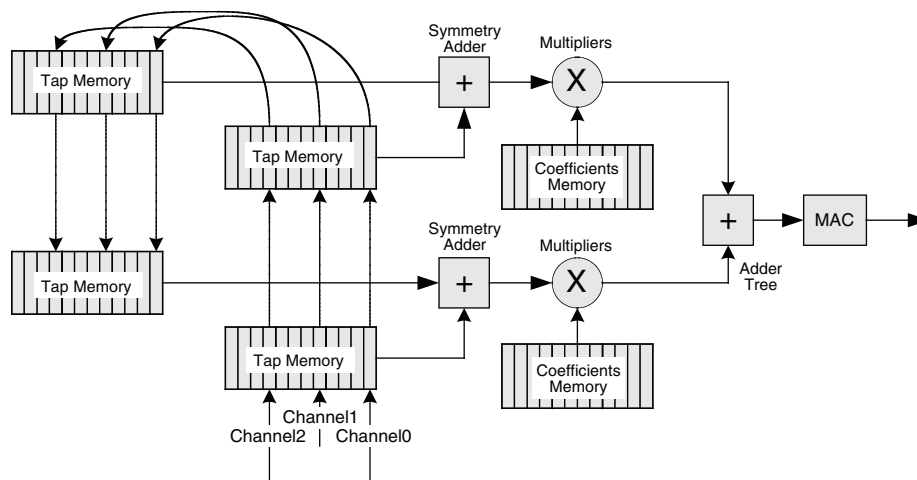 Symmetry
Adder
Multipliers
Tap Memory
+
X
Tap Memory
Coefficients
Memory
+
MAC
Symmetry
Adder
Multipliers
Tap Memory
+
X
Adder
Tree
Tap Memory
Coefficients
Memory
Channel1
Channel2
Channel0